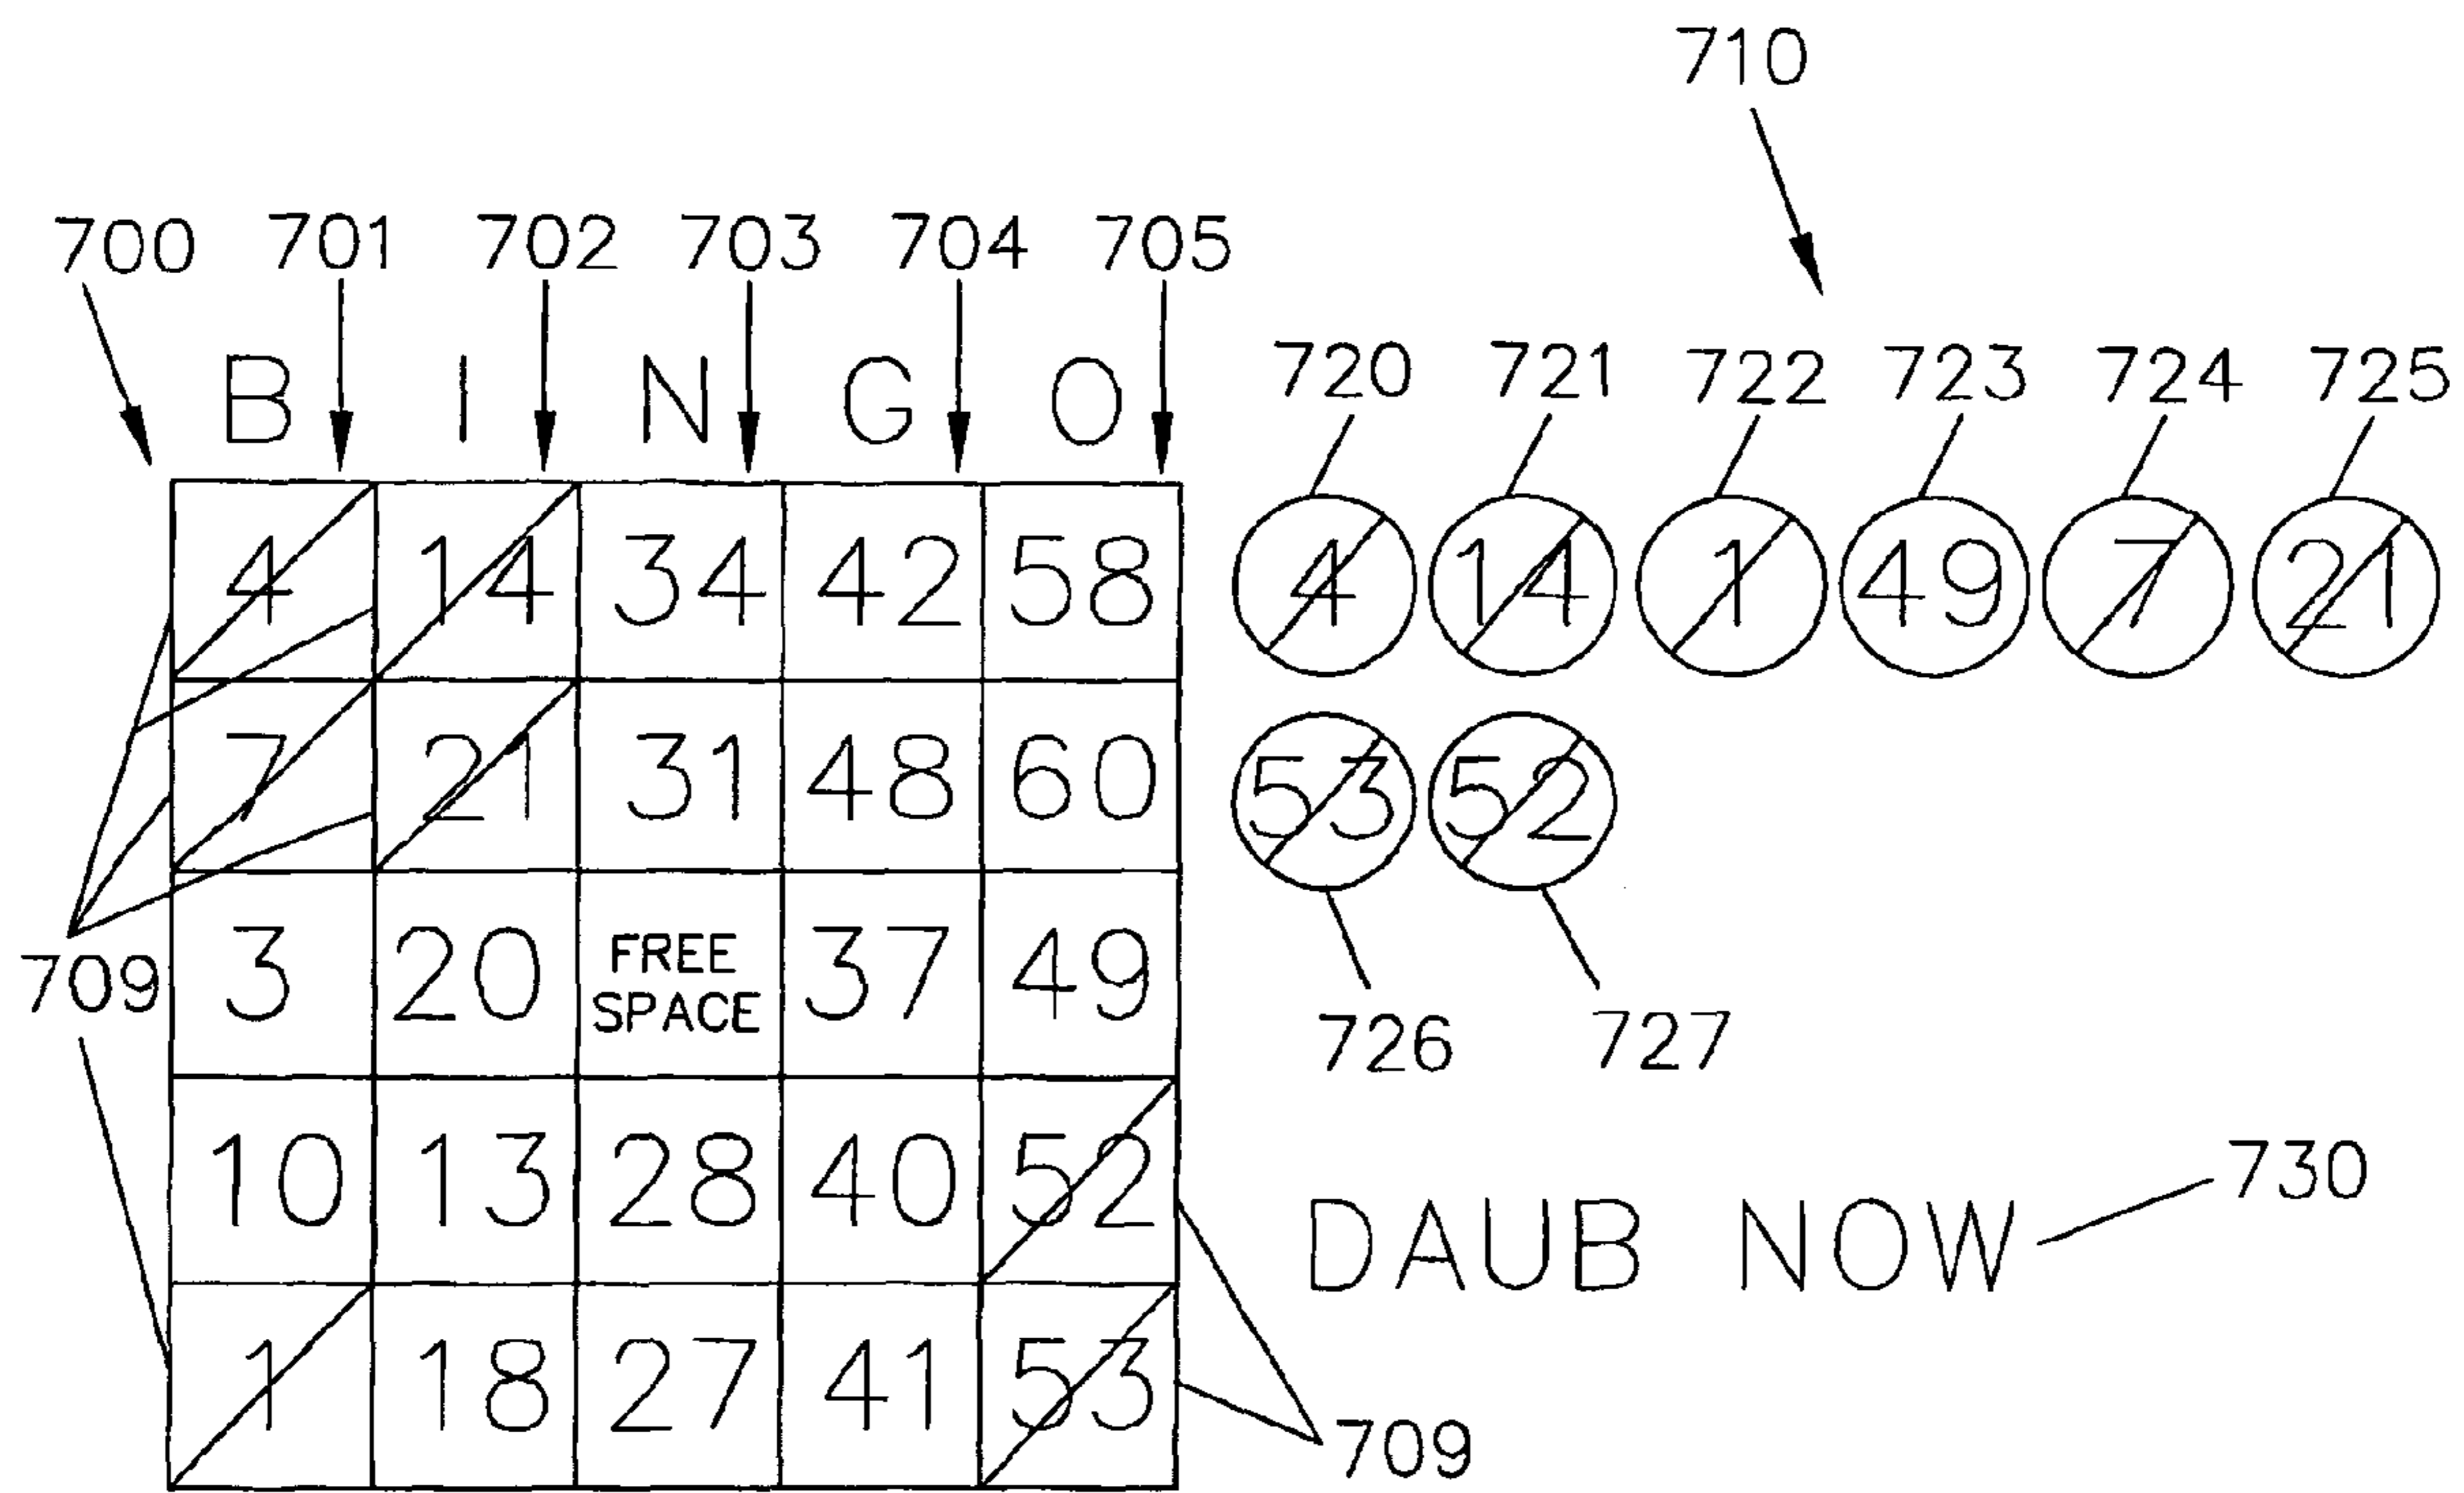 710
700 701 702 703 704 705
B I N G O
720 721 722 723 724 725
4 14 34 42 58
4 14 1 49 7 21
7 21 31 48 60
53 52
3 20 FREE SPACE 37 49
709
726 727
10 13 28 40 52
DAUB NOW 730
1 18 27 41 53
709